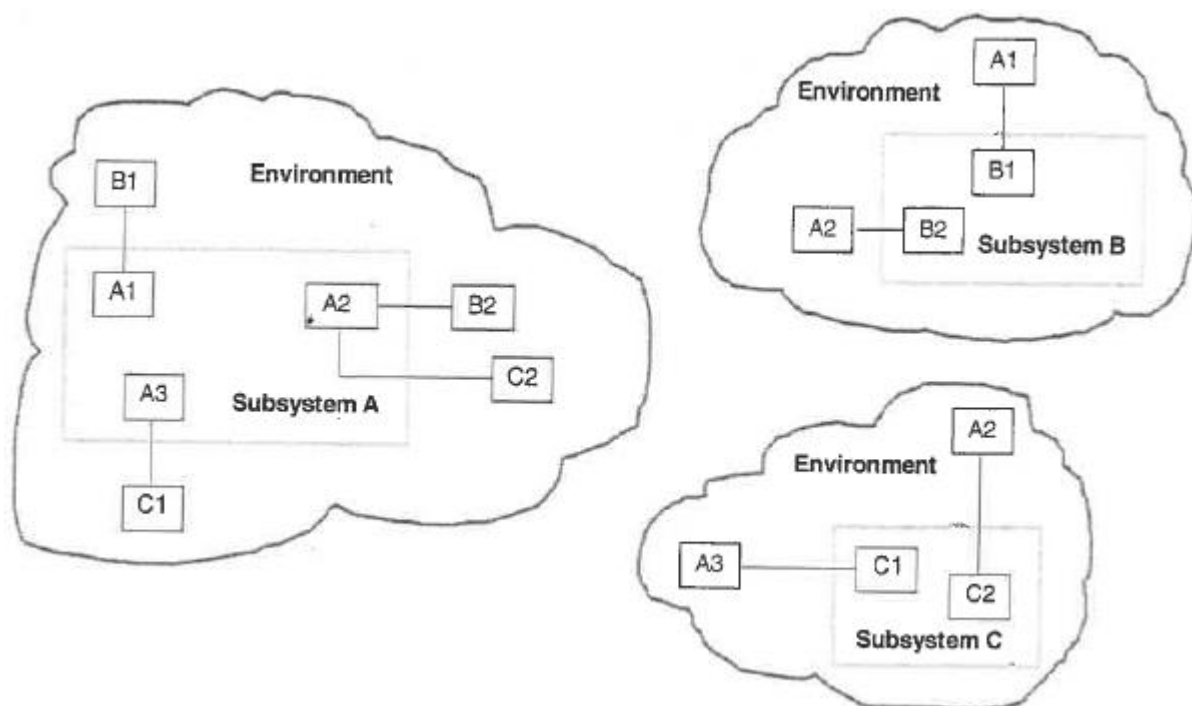 Environment
B1
A1
A2
B2
C2
A3
Subsystem A
C1
A1
Environment
B1
A2
B2
Subsystem B
A2
Environment
A3
C1
C2
Subsystem C